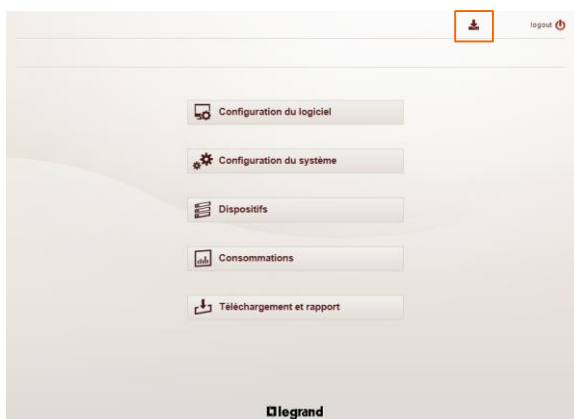 logout
Configuration du logiciel
Configuration du système
Dispositifs
Consommations
Téléchargement et rapport
legrand